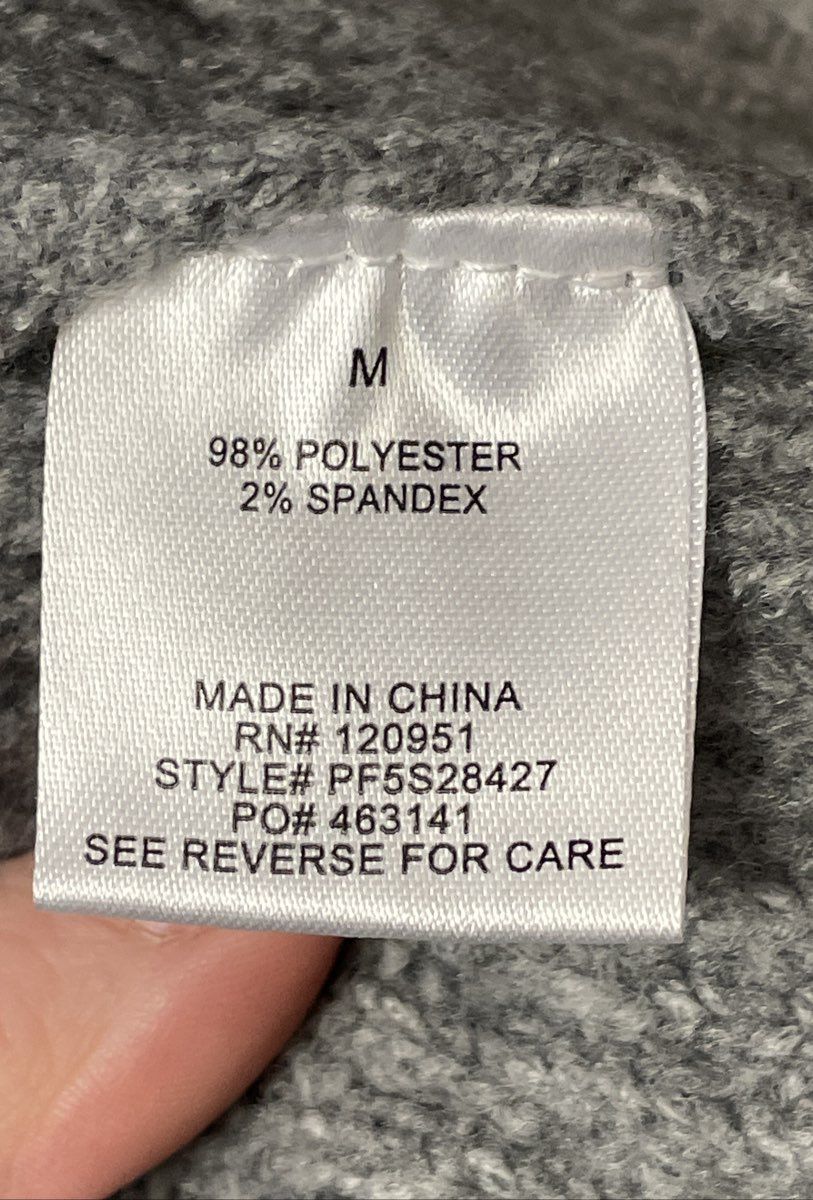 M
98% POLYESTER
2% SPANDEX
MADE IN CHINA
RN# 120951
STYLE# PF5S28427
PO# 463141
SEE REVERSE FOR CARE